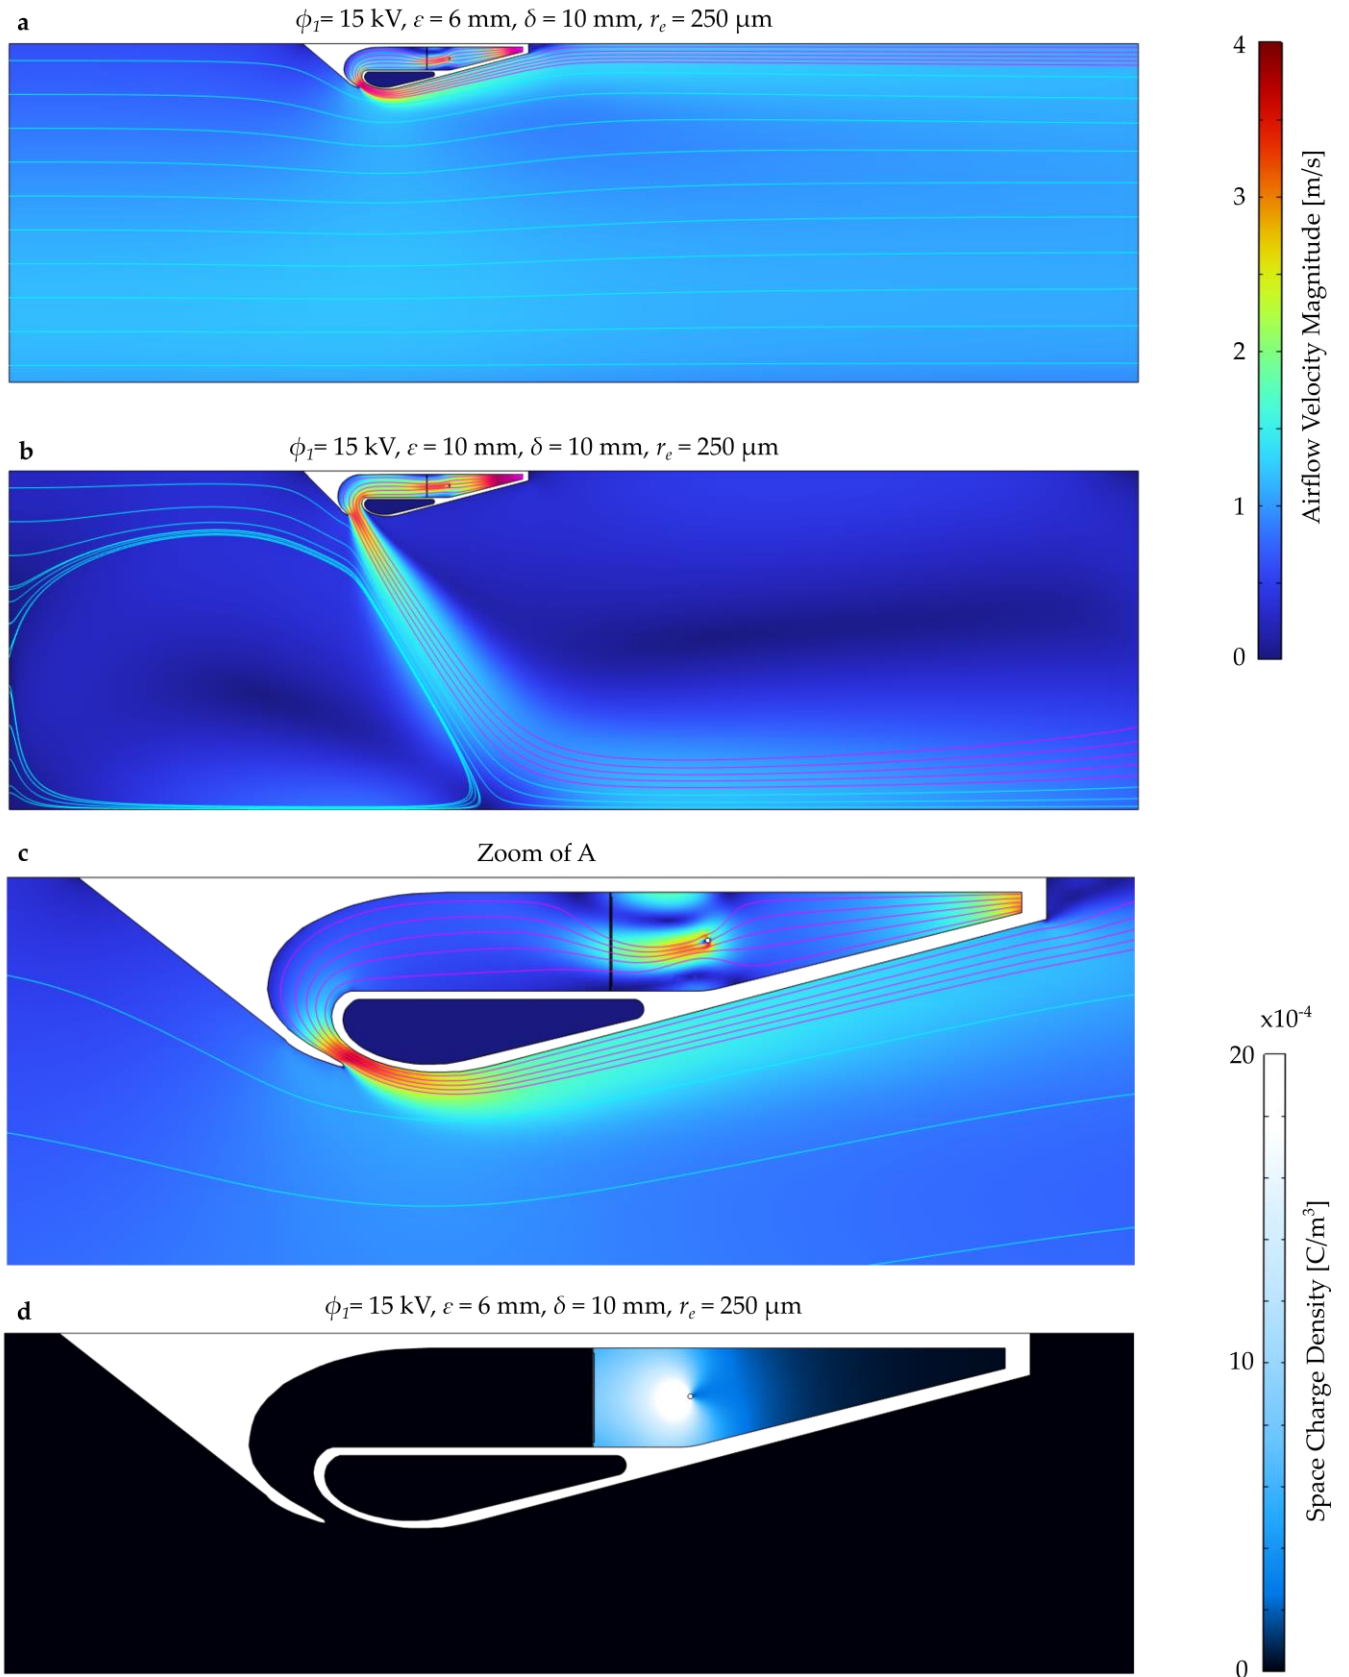 a
ϕ₁= 15 kV, ε = 6 mm, δ = 10 mm, rₑ = 250 μm
4
3
2
1
0
Airflow Velocity Magnitude [m/s]
b
ϕ₁= 15 kV, ε = 10 mm, δ = 10 mm, rₑ = 250 μm
c
Zoom of A
d
ϕ₁= 15 kV, ε = 6 mm, δ = 10 mm, rₑ = 250 μm
x10⁻⁴
20
10
0
Space Charge Density [C/m³]